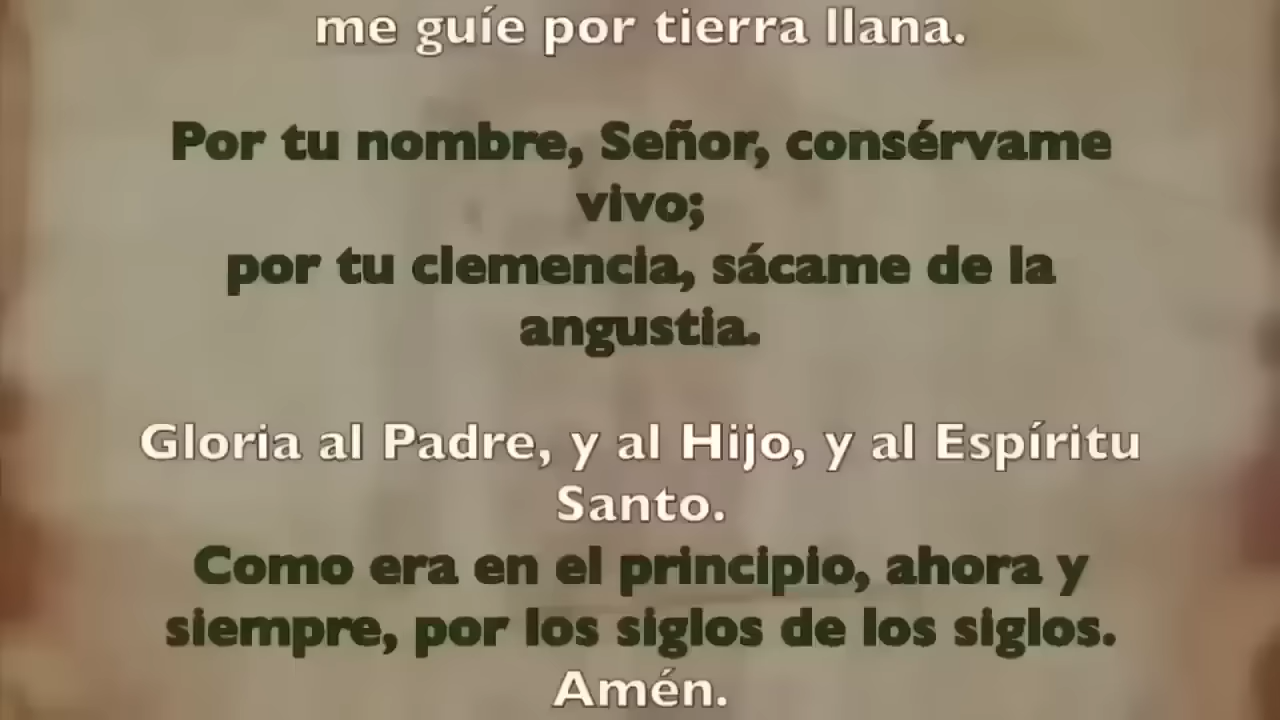 me guíe por tierra llana.
Por tu nombre, Señor, consérvame
vivo;
por tu clemencia, sácame de la
angustia.
Gloria al Padre, y al Hijo, y al Espíritu
Santo.
Como era en el principio, ahora y
siempre, por los siglos de los siglos.
Amén.